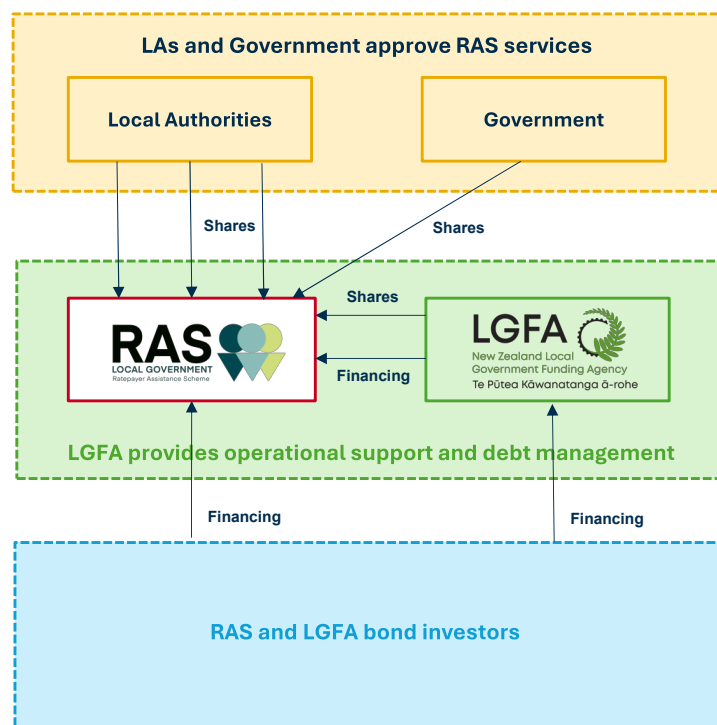 LAs and Government approve RAS services
Local Authorities
Government
Shares
Shares
Shares
RAS
LOCAL GOVERNMENT
Ratepayer Assistance Scheme
LGFA
New Zealand Local
Government Funding Agency
Te Pūtea Kāwanatanga ā-rohe
Financing
LGFA provides operational support and debt management
Financing
Financing
RAS and LGFA bond investors